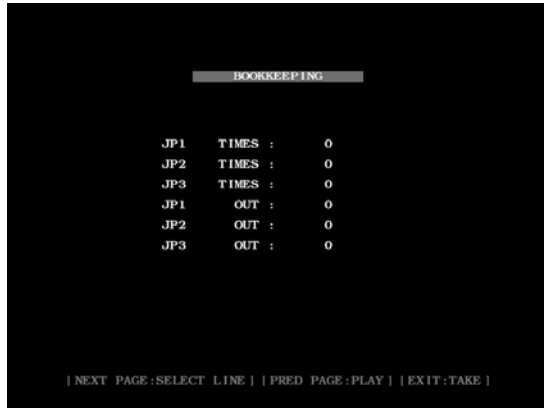 BOOKKEEPING
JP1 TIMES : 0
JP2 TIMES : 0
JP3 TIMES : 0
JP1 OUT : 0
JP2 OUT : 0
JP3 OUT : 0
[NEXT PAGE:SELECT LINE] [PRED PAGE:PLAY] [EXIT:TAKE]